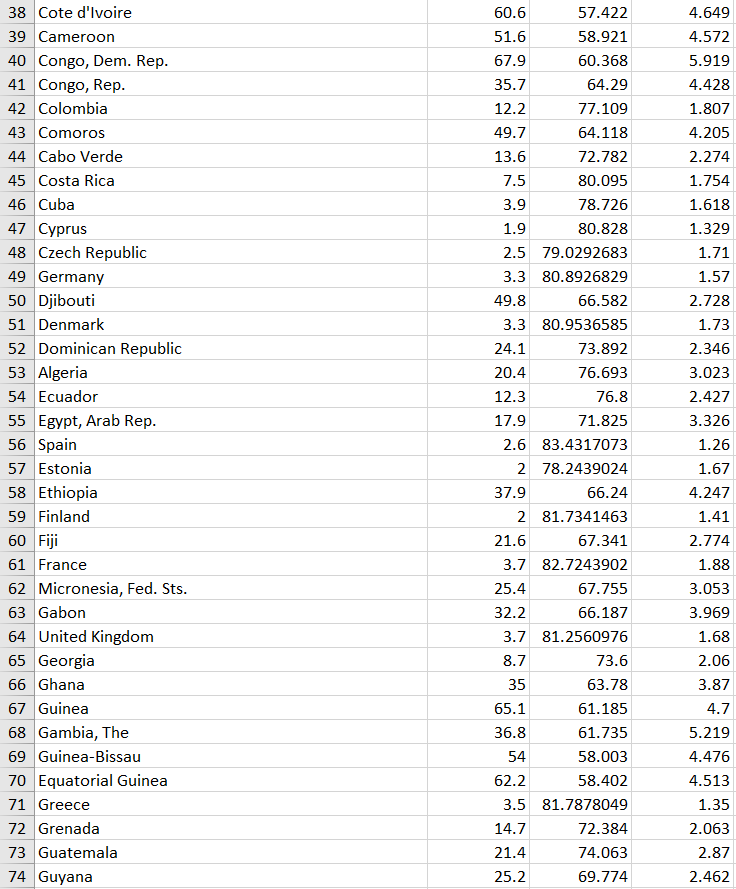 38 Cote d'Ivoire 60.6 57.422 4.649
39 Cameroon 51.6 58.921 4.572
40 Congo, Dem. Rep. 67.9 60.368 5.919
41 Congo, Rep. 35.7 64.29 4.428
42 Colombia 12.2 77.109 1.807
43 Comoros 49.7 64.118 4.205
44 Cabo Verde 13.6 72.782 2.274
45 Costa Rica 7.5 80.095 1.754
46 Cuba 3.9 78.726 1.618
47 Cyprus 1.9 80.828 1.329
48 Czech Republic 2.5 79.0292683 1.71
49 Germany 3.3 80.8926829 1.57
50 Djibouti 49.8 66.582 2.728
51 Denmark 3.3 80.9536585 1.73
52 Dominican Republic 24.1 73.892 2.346
53 Algeria 20.4 76.693 3.023
54 Ecuador 12.3 76.8 2.427
55 Egypt, Arab Rep. 17.9 71.825 3.326
56 Spain 2.6 83.4317073 1.26
57 Estonia 2 78.2439024 1.67
58 Ethiopia 37.9 66.24 4.247
59 Finland 2 81.7341463 1.41
60 Fiji 21.6 67.341 2.774
61 France 3.7 82.7243902 1.88
62 Micronesia, Fed. Sts. 25.4 67.755 3.053
63 Gabon 32.2 66.187 3.969
64 United Kingdom 3.7 81.2560976 1.68
65 Georgia 8.7 73.6 2.06
66 Ghana 35 63.78 3.87
67 Guinea 65.1 61.185 4.7
68 Gambia, The 36.8 61.735 5.219
69 Guinea-Bissau 54 58.003 4.476
70 Equatorial Guinea 62.2 58.402 4.513
71 Greece 3.5 81.7878049 1.35
72 Grenada 14.7 72.384 2.063
73 Guatemala 21.4 74.063 2.87
74 Guyana 25.2 69.774 2.462